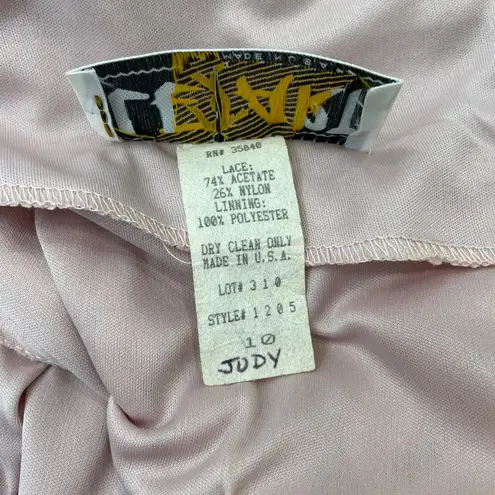 RN# 35040
LACE:
74% ACETATE
26% NYLON
LINNING:
100% POLYESTER
DRY CLEAN ONLY
MADE IN U.S.A.
LOT# 310
STYLE# 1205
10
JUDY